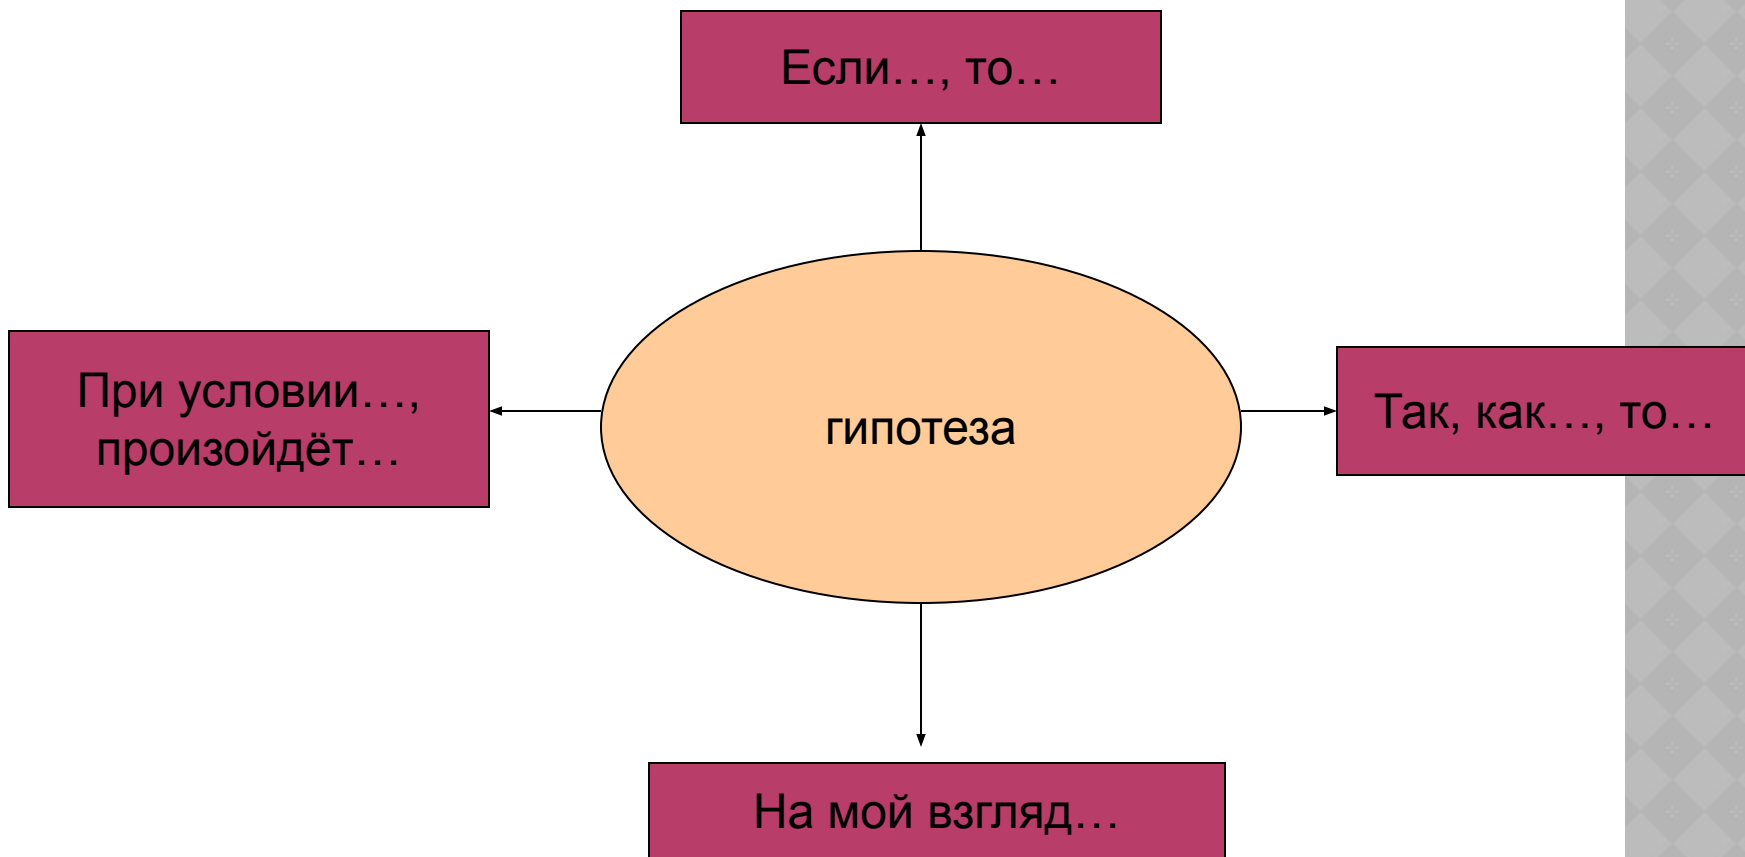 Если…, то…
При условии…,
произойдёт…
гипотеза
Так, как…, то…
На мой взгляд…